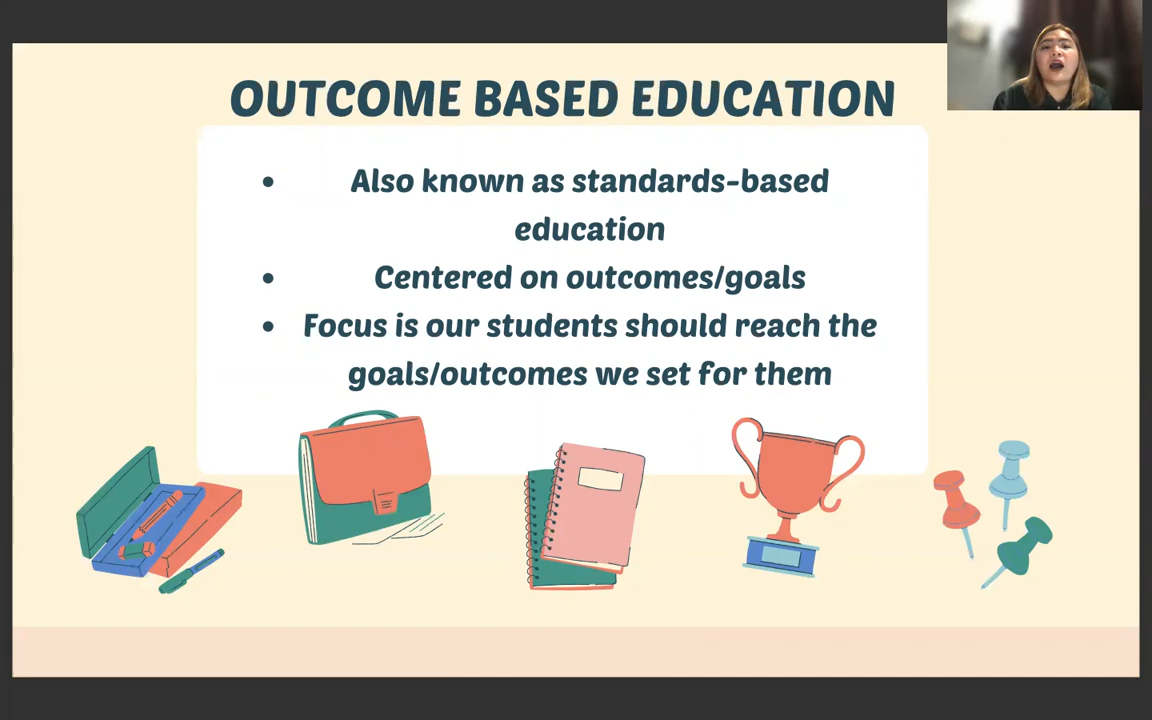 OUTCOME BASED EDUCATION
• Also known as standards-based
education
• Centered on outcomes/goals
• Focus is our students should reach the
goals/outcomes we set for them